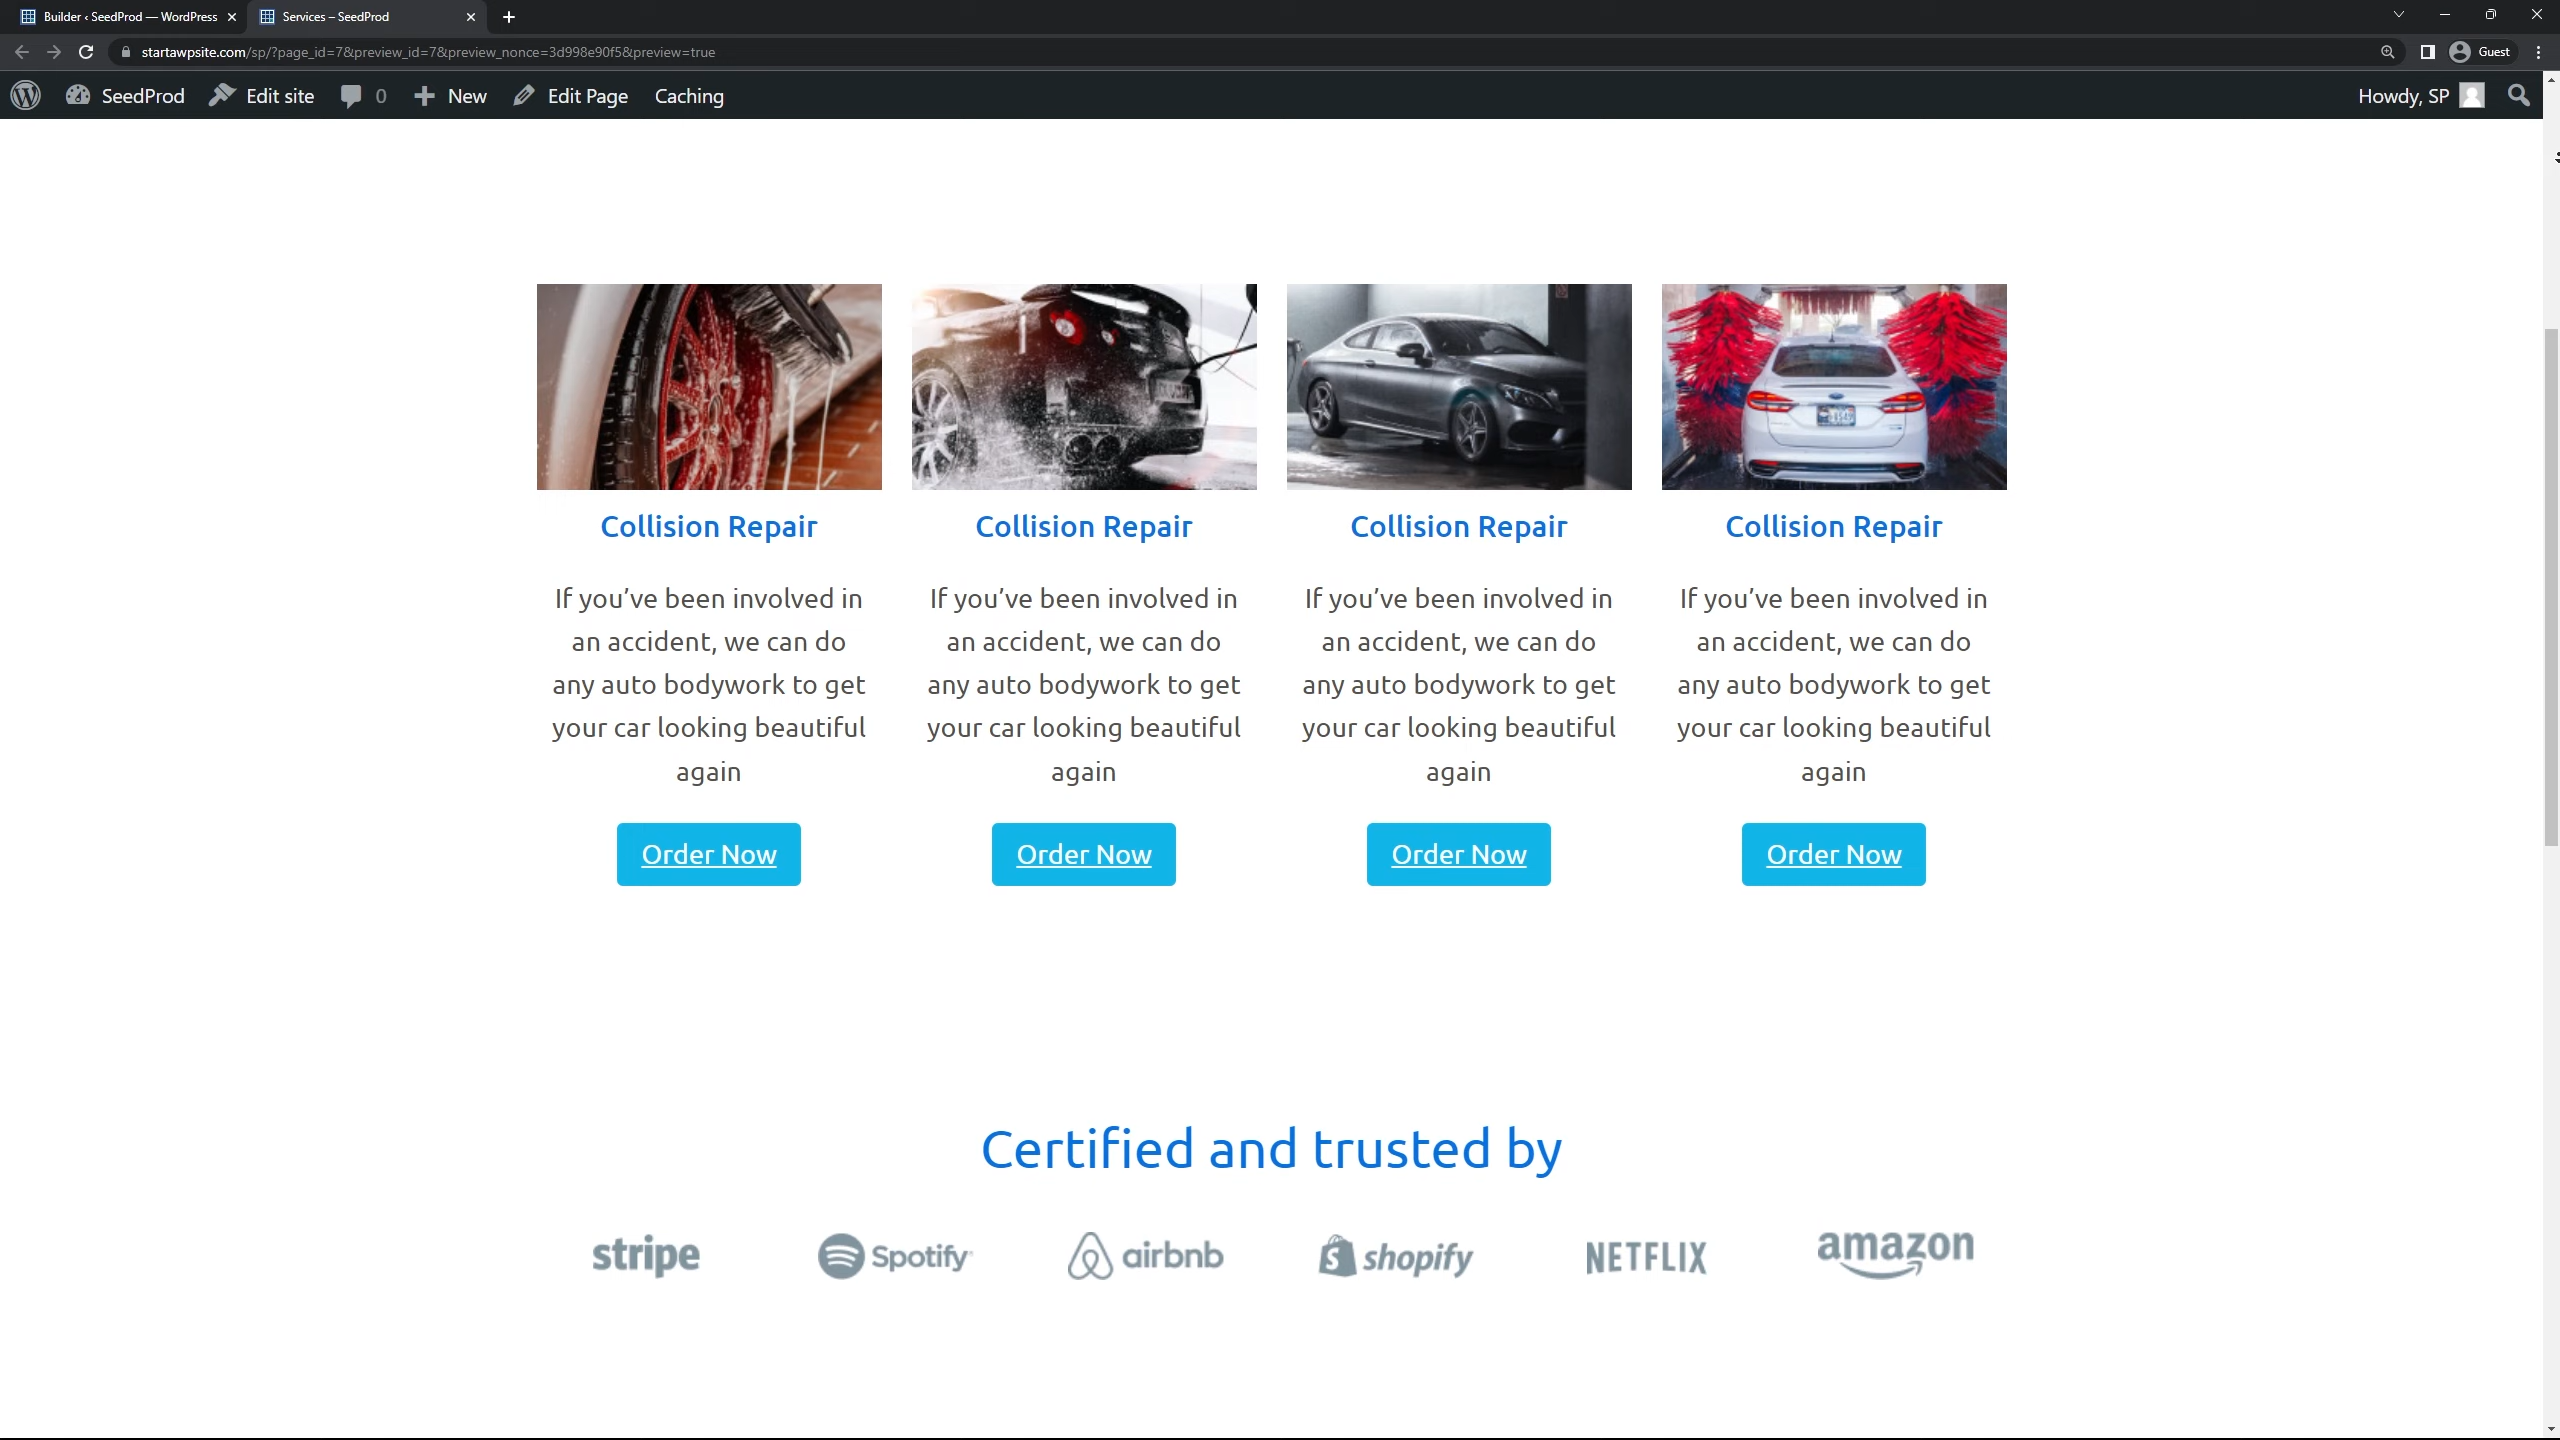 Builder ‹ SeedProd — WordPress
Services – SeedProd
startawpsite.com/sp/?page_id=7&preview_id=7&preview_nonce=3d998e90f5&preview=true
Guest
SeedProd
Edit site
0
New
Edit Page
Caching
Howdy, SP
Collision Repair
If you’ve been involved in
an accident, we can do
any auto bodywork to get
your car looking beautiful
again
Order Now
Collision Repair
If you’ve been involved in
an accident, we can do
any auto bodywork to get
your car looking beautiful
again
Order Now
Collision Repair
If you’ve been involved in
an accident, we can do
any auto bodywork to get
your car looking beautiful
again
Order Now
Collision Repair
If you’ve been involved in
an accident, we can do
any auto bodywork to get
your car looking beautiful
again
Order Now
Certified and trusted by
stripe
Spotify
airbnb
shopify
NETFLIX
amazon